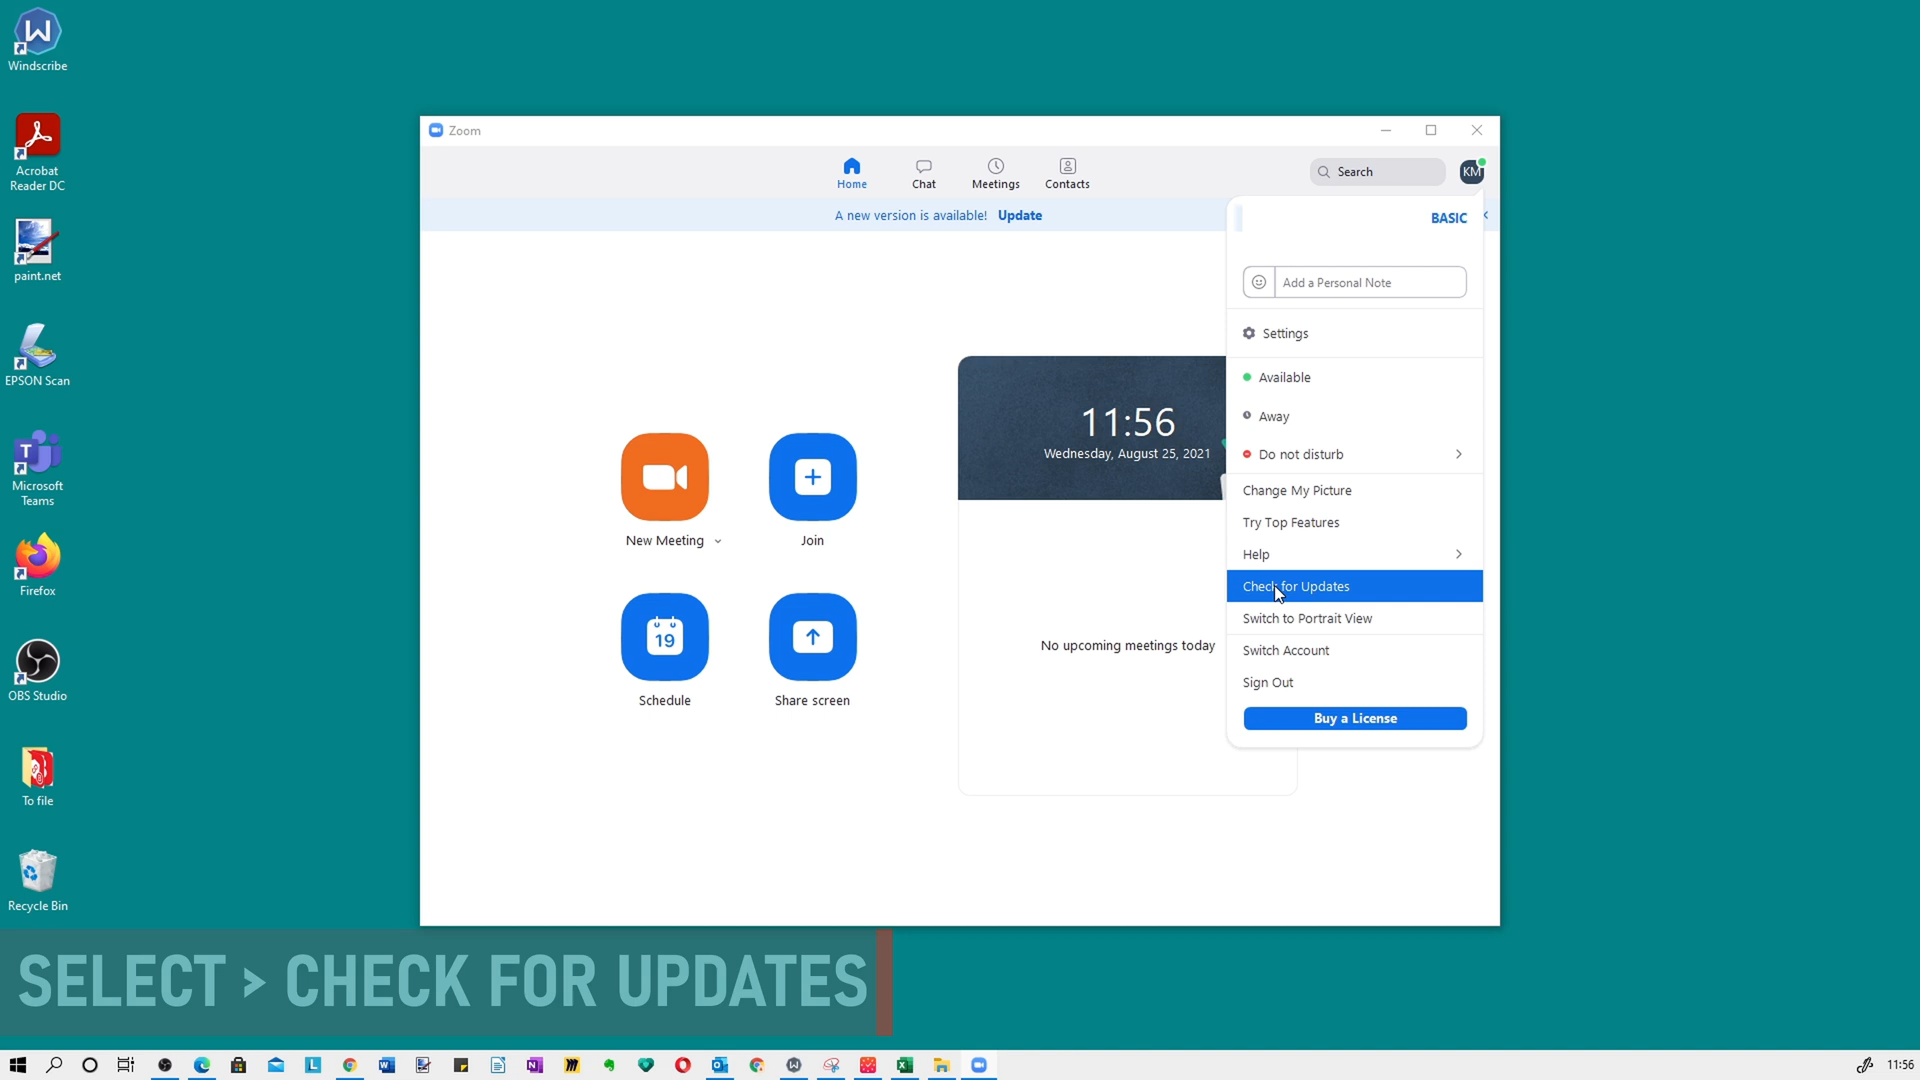 Windscribe
Acrobat
Reader DC
paint.net
EPSON Scan
Microsoft
Teams
Firefox
OBS Studio
To file
Recycle Bin
Zoom
Home
Chat
Meetings
Contacts
Search
KM
A new version is available! Update
BASIC
Add a Personal Note
Settings
Available
Away
Do not disturb
Change My Picture
Try Top Features
Help
Check for Updates
Switch to Portrait View
Switch Account
Sign Out
Buy a License
New Meeting
Join
19
Schedule
Share screen
11:56
Wednesday, August 25, 2021
No upcoming meetings today
SELECT > CHECK FOR UPDATES
11:56